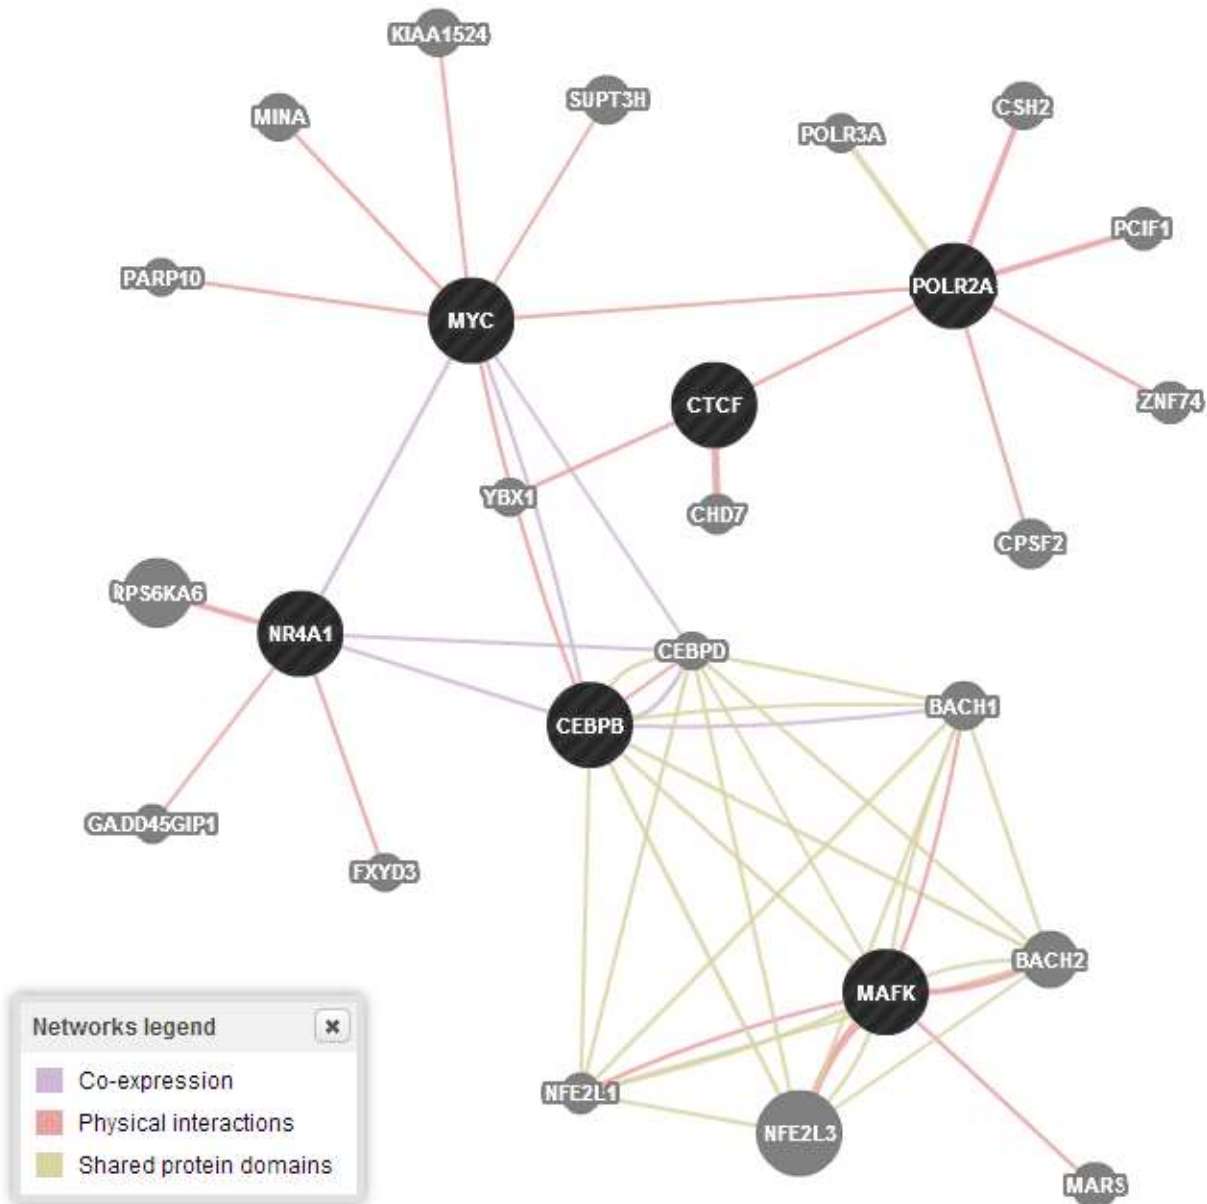 KIAA1524
SUPT3H
CSH2
MINA
POLR3A
PCIF1
PARP10
POLR2A
MYC
CTCF
ZNF74
YBX1
CHD7
CPSF2
RPS6KA6
NR4A1
CEBPD
BACH1
CEBPB
GADD45GIP1
FXYD3
BACH2
MAFK
NFE2L1
NFE2L3
MARS
Networks legend
Co-expression
Physical interactions
Shared protein domains